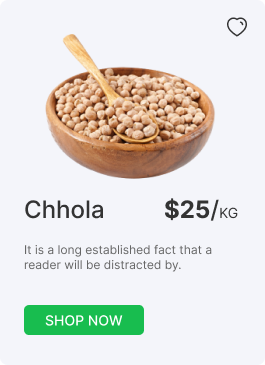 Chhola $25/KG
It is a long established fact that a
reader will be distracted by.
SHOP NOW